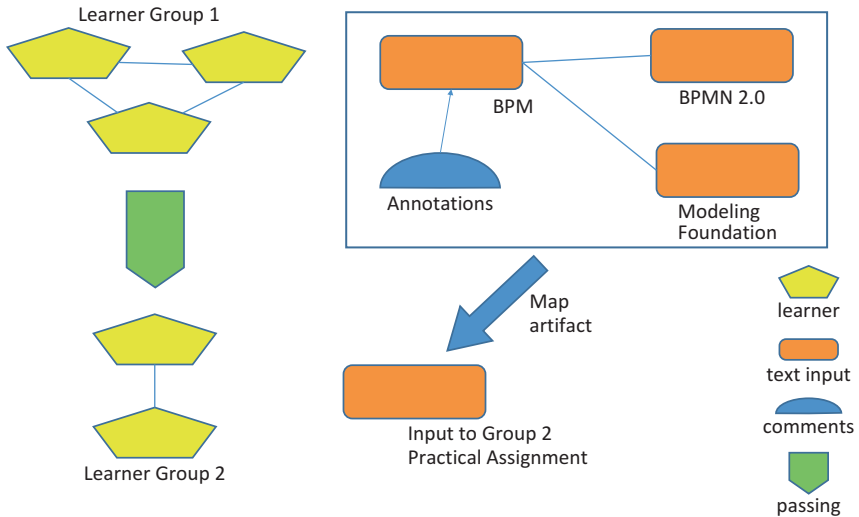 Learner Group 1
BPM
BPMN 2.0
Annotations
Modeling
Foundation
Map
artifact
Input to Group 2
Practical Assignment
Learner Group 2
learner
text input
comments
passing